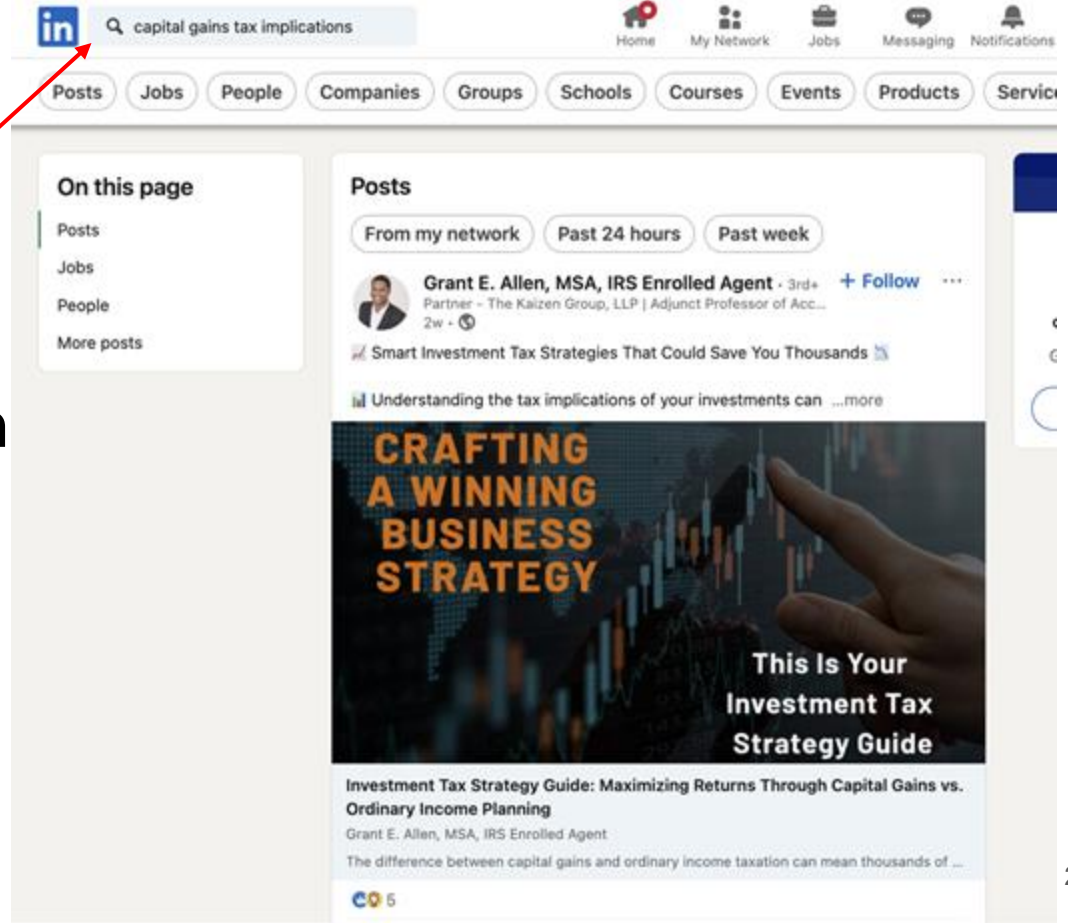 in
capital gains tax implications
Home My Network Jobs Messaging Notifications
Posts Jobs People Companies Groups Schools Courses Events Products Servic
On this page
Posts
Jobs
People
More posts
Posts
From my network Past 24 hours Past week
Grant E. Allen, MSA, IRS Enrolled Agent · 3rd+ + Follow ...
Partner - The Kaizen Group, LLP | Adjunct Professor of Acc...
2w •
Smart Investment Tax Strategies That Could Save You Thousands
Understanding the tax implications of your investments can ...more
CRAFTING
A WINNING
BUSINESS
STRATEGY
This Is Your
Investment Tax
Strategy Guide
Investment Tax Strategy Guide: Maximizing Returns Through Capital Gains vs.
Ordinary Income Planning
Grant E. Allen, MSA, IRS Enrolled Agent
The difference between capital gains and ordinary income taxation can mean thousands of ...
5